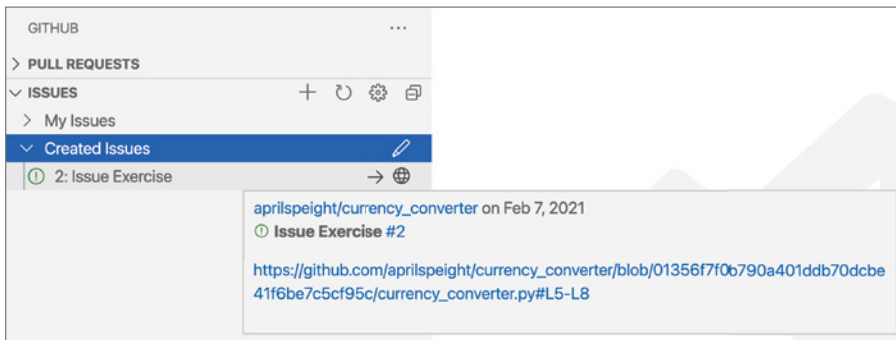 GITHUB
PULL REQUESTS
ISSUES
My Issues
Created Issues
2: Issue Exercise
aprilspeight/currency_converter on Feb 7, 2021
Issue Exercise #2
https://github.com/aprilspeight/currency_converter/blob/01356f7f0b790a401ddb70dcbe
41f6be7c5cf95c/currency_converter.py#L5-L8